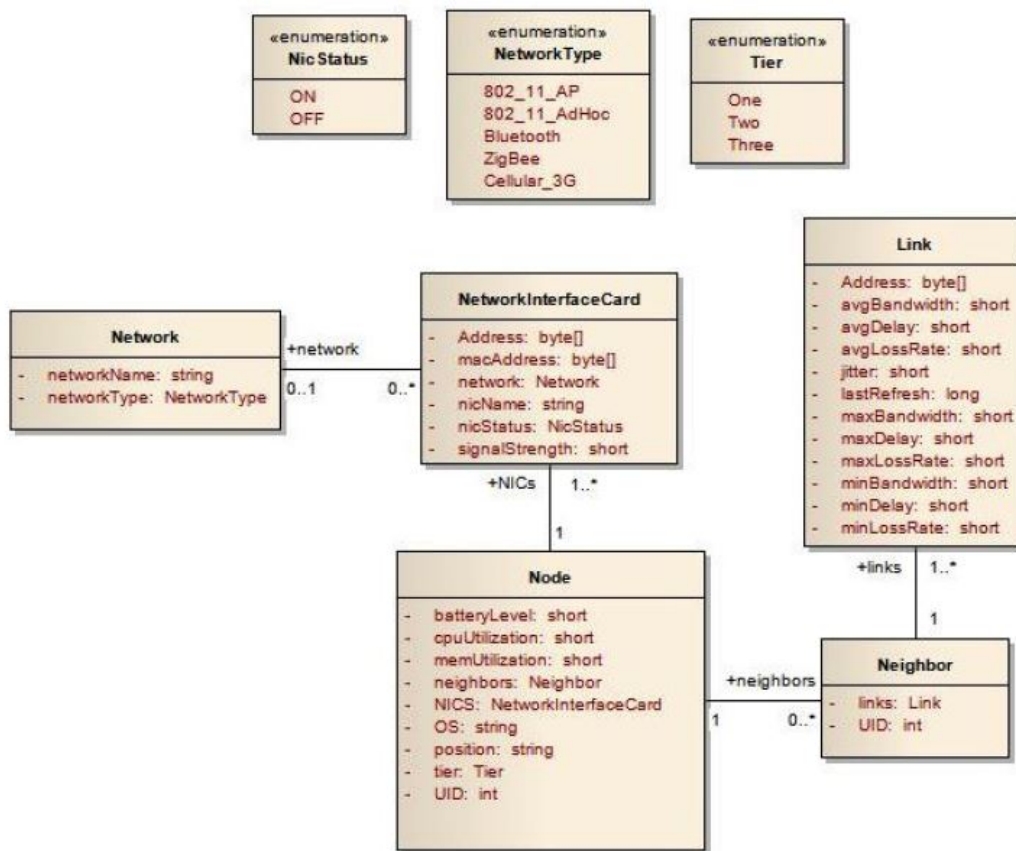 «enumeration»
NicStatus
ON
OFF
«enumeration»
NetworkType
802_11_AP
802_11_AdHoc
Bluetooth
ZigBee
Cellular_3G
«enumeration»
Tier
One
Two
Three
Link
- Address: byte[]
- avgBandwidth: short
- avgDelay: short
- avgLossRate: short
- jitter: short
- lastRefresh: long
- maxBandwidth: short
- maxDelay: short
- maxLossRate: short
- minBandwidth: short
- minDelay: short
- minLossRate: short
Network
- networkName: string
- networkType: NetworkType
+network
0..1
0..*
NetworkInterfaceCard
- Address: byte[]
- macAddress: byte[]
- network: Network
- nicName: string
- nicStatus: NicStatus
- signalStrength: short
+NICs
1..*
1
Node
- batteryLevel: short
- cpuUtilization: short
- memUtilization: short
- neighbors: Neighbor
- NICS: NetworkInterfaceCard
- OS: string
- position: string
- tier: Tier
- UID: int
+neighbors
1
0..*
+links
1..*
1
Neighbor
- links: Link
- UID: int